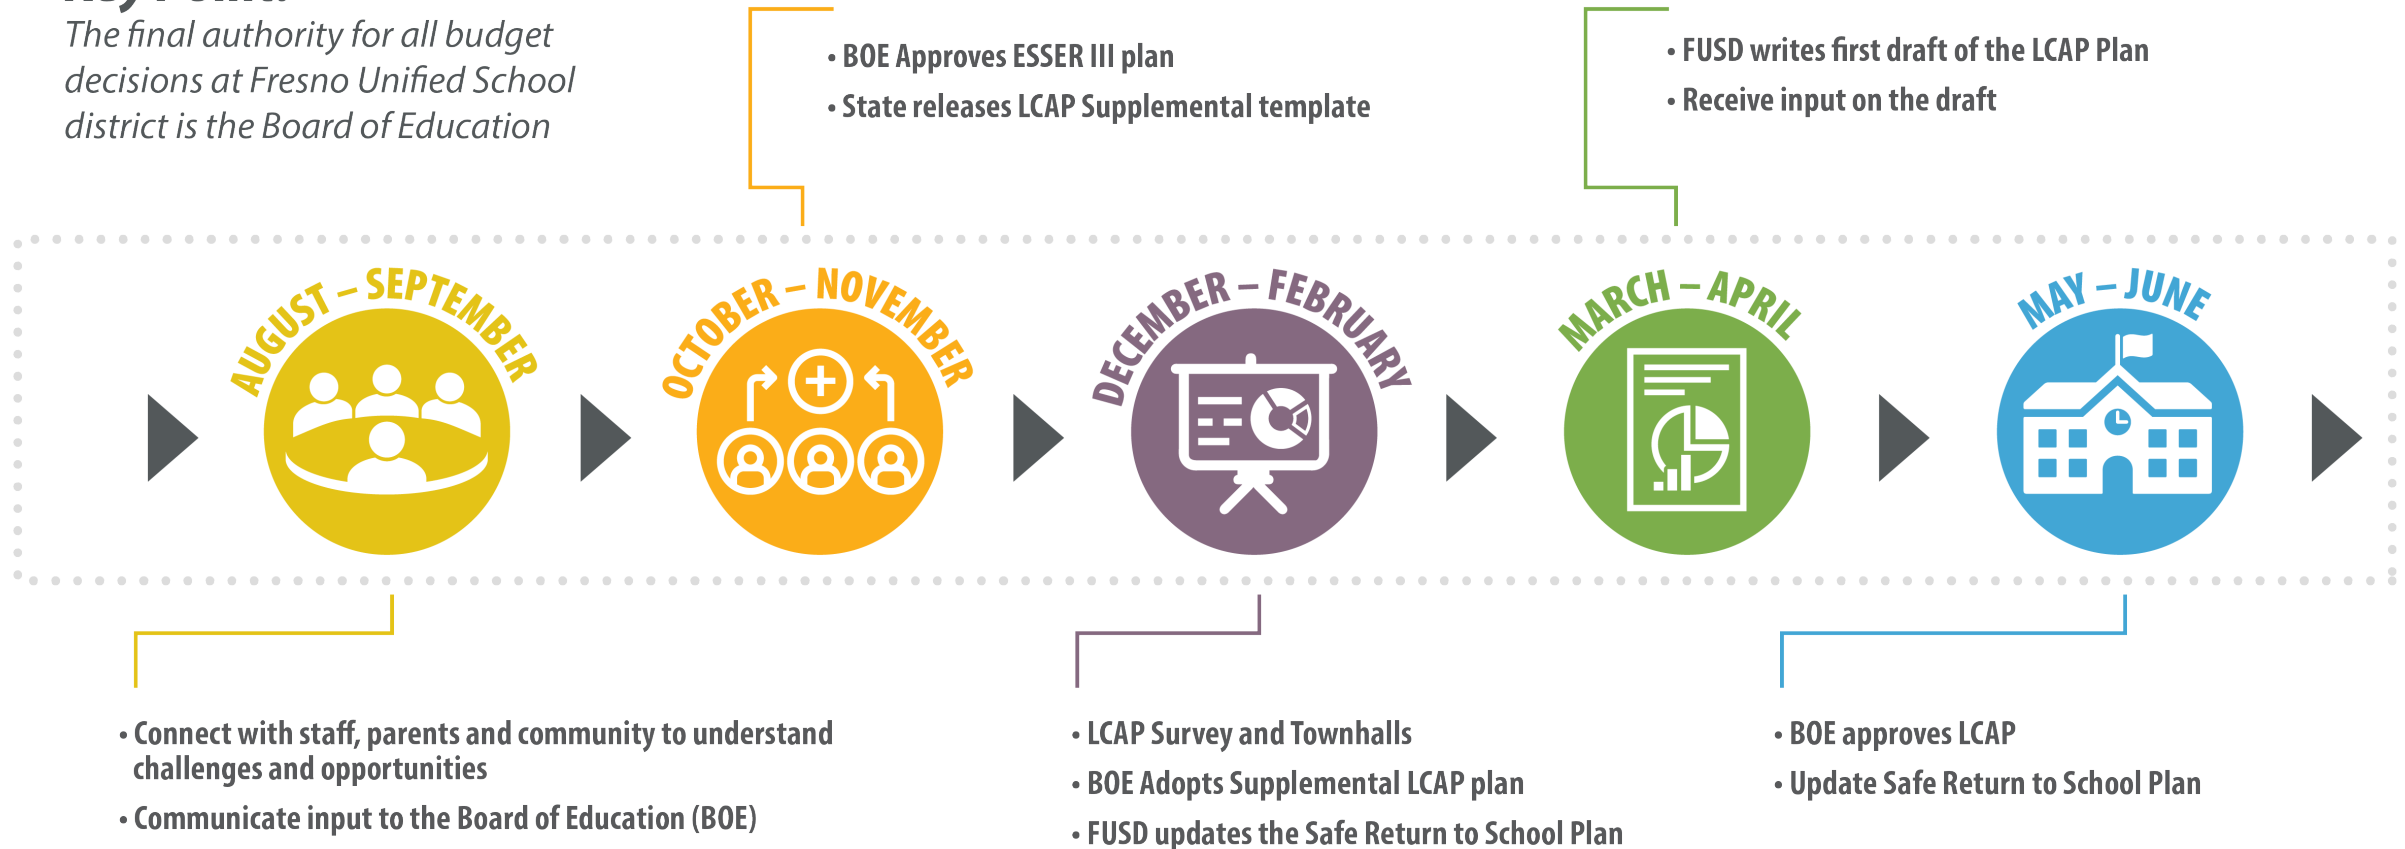 Key Point:
The final authority for all budget
decisions at Fresno Unified School
district is the Board of Education
• BOE Approves ESSER III plan
• State releases LCAP Supplemental template
• FUSD writes first draft of the LCAP Plan
• Receive input on the draft
AUGUST – SEPTEMBER
OCTOBER – NOVEMBER
DECEMBER – FEBRUARY
MARCH – APRIL
MAY – JUNE
• Connect with staff, parents and community to understand
challenges and opportunities
• Communicate input to the Board of Education (BOE)
• LCAP Survey and Townhalls
• BOE Adopts Supplemental LCAP plan
• FUSD updates the Safe Return to School Plan
• BOE approves LCAP
• Update Safe Return to School Plan